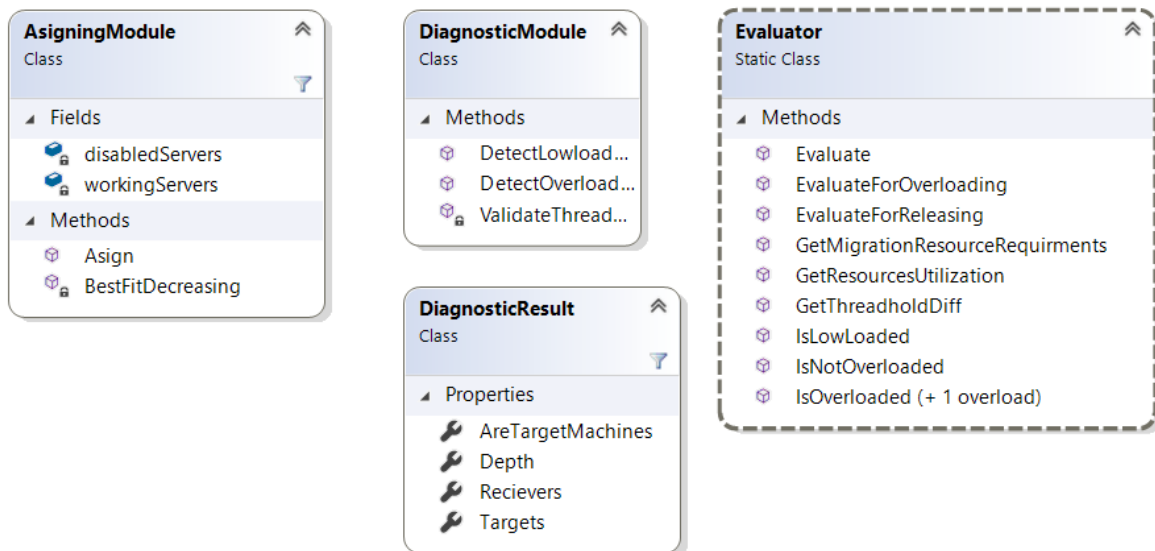 AsigningModule
Class
Fields
disabledServers
workingServers
Methods
Asign
BestFitDecreasing
DiagnosticModule
Class
Methods
DetectLowload...
DetectOverload...
ValidateThread...
DiagnosticResult
Class
Properties
AreTargetMachines
Depth
Recievers
Targets
Evaluator
Static Class
Methods
Evaluate
EvaluateForOverloading
EvaluateForReleasing
GetMigrationResourceRequirments
GetResourcesUtilization
GetThreadholdDiff
IsLowLoaded
IsNotOverloaded
IsOverloaded (+ 1 overload)